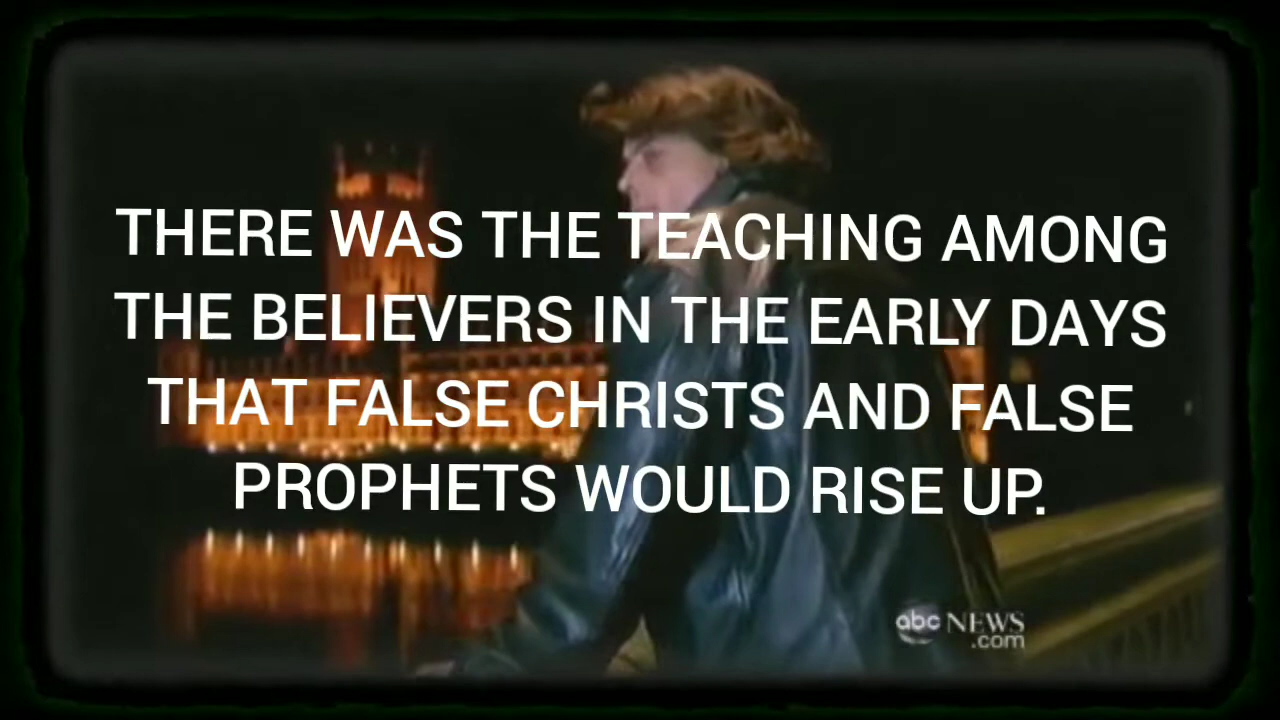 THERE WAS THE TEACHING AMONG
THE BELIEVERS IN THE EARLY DAYS
THAT FALSE CHRISTS AND FALSE
PROPHETS WOULD RISE UP.
abc NEWS
.com